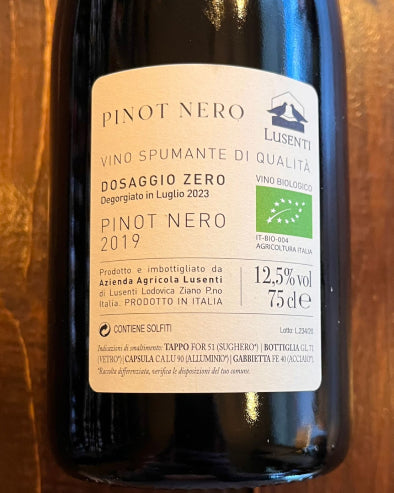 PINOT NERO
LUSENTI
VINO SPUMANTE DI QUALITÀ
DOSAGGIO ZERO
Degorgiato in Luglio 2023
VINO BIOLOGICO
PINOT NERO
2019
IT-BIO-004
AGRICOLTURA ITALIA
Prodotto e imbottigliato da
Azienda Agricola Lusenti
di Lusenti Lodovica Ziano P.no
Italia. PRODOTTO IN ITALIA
12,5% vol
75 cl e
CONTIENE SOLFITI
Lotto: L.234/20
Indicazioni di smaltimento: TAPPO FOR 51 (SUGHERO*) | BOTTIGLIA GL 71
(VETRO*) | CAPSULA CALU 90 (ALLUMINIO*) | GABBIETTA FE 40 (ACCIAIO*).
*Raccolta differenziata, verifica le disposizioni del tuo comune.